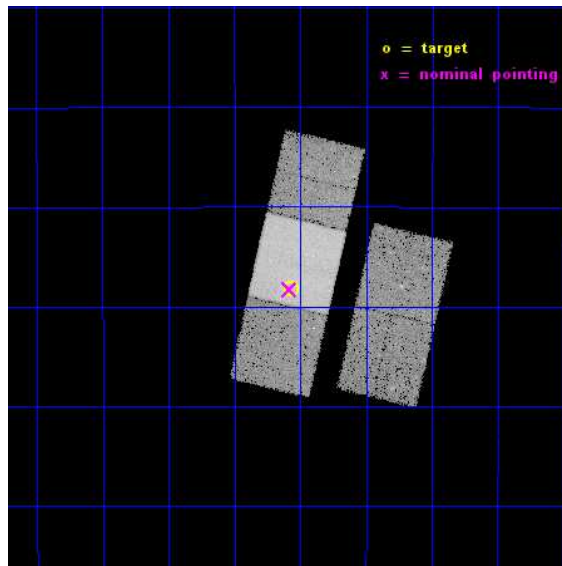 o = target
x = nominal pointing